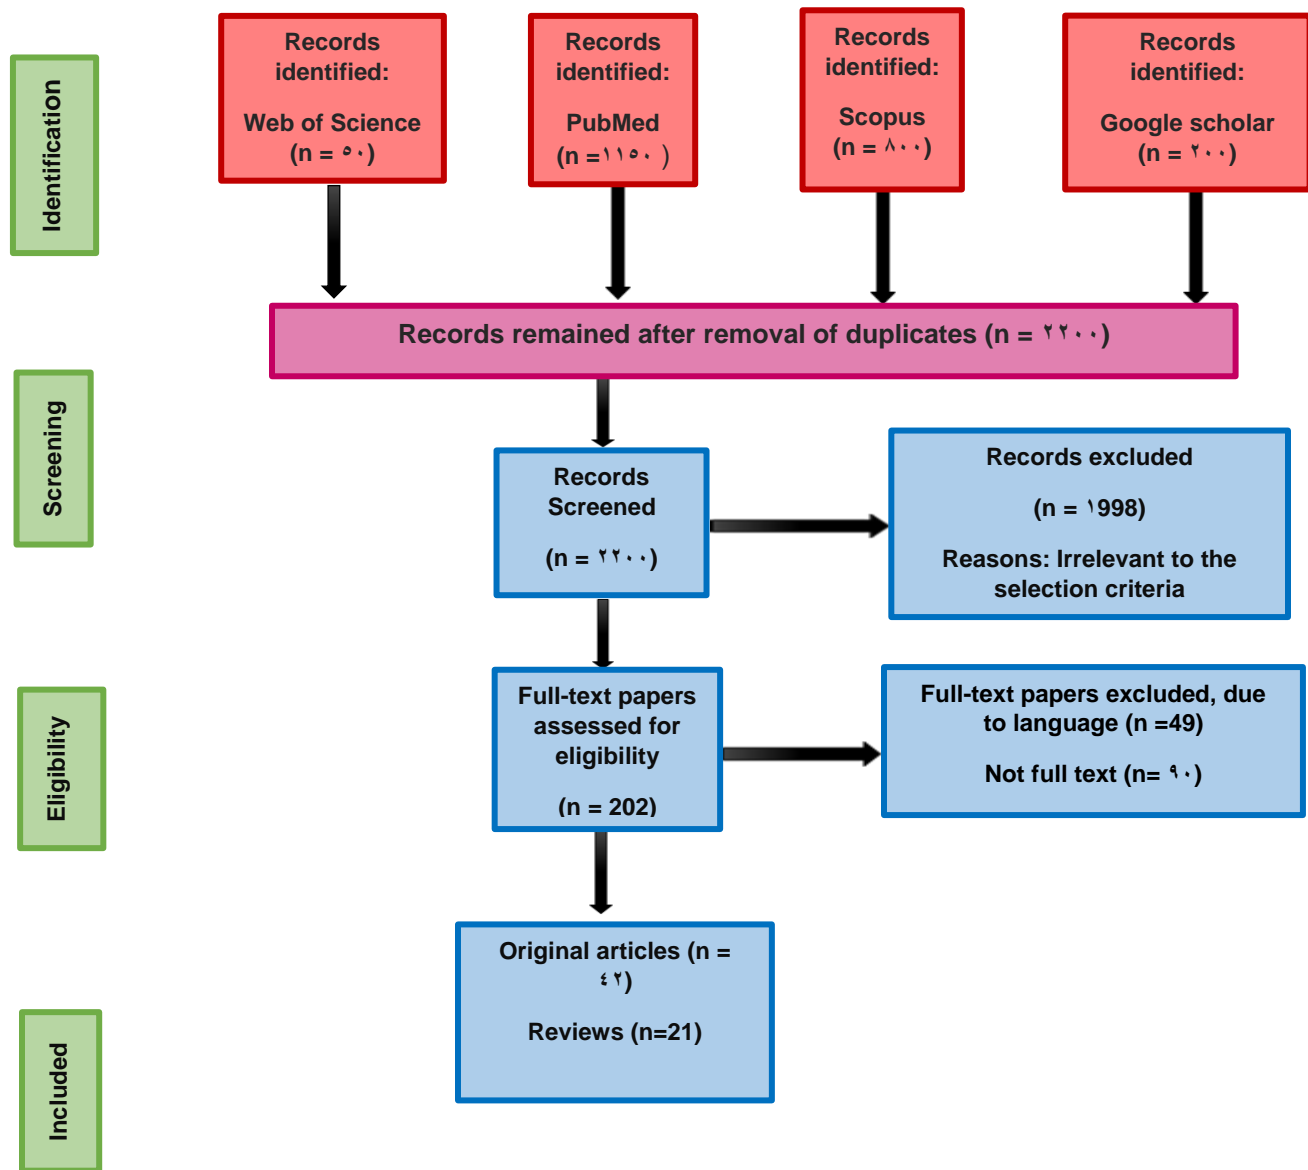 Identification
Records
identified:
Web of Science
(n = ٥٠)
Records
identified:
PubMed
(n =١١٥٠ )
Records
identified:
Scopus
(n = ٨٠٠)
Records
identified:
Google scholar
(n = ٢٠٠)
Records remained after removal of duplicates (n = ٢٢٠٠)
Screening
Records
Screened
(n = ٢٢٠٠)
Records excluded
(n = ١998)
Reasons: Irrelevant to the
selection criteria
Eligibility
Full-text papers
assessed for
eligibility
(n = 202)
Full-text papers excluded, due
to language (n =49)
Not full text (n= ٩٠)
Included
Original articles (n =
٤٢)
Reviews (n=21)